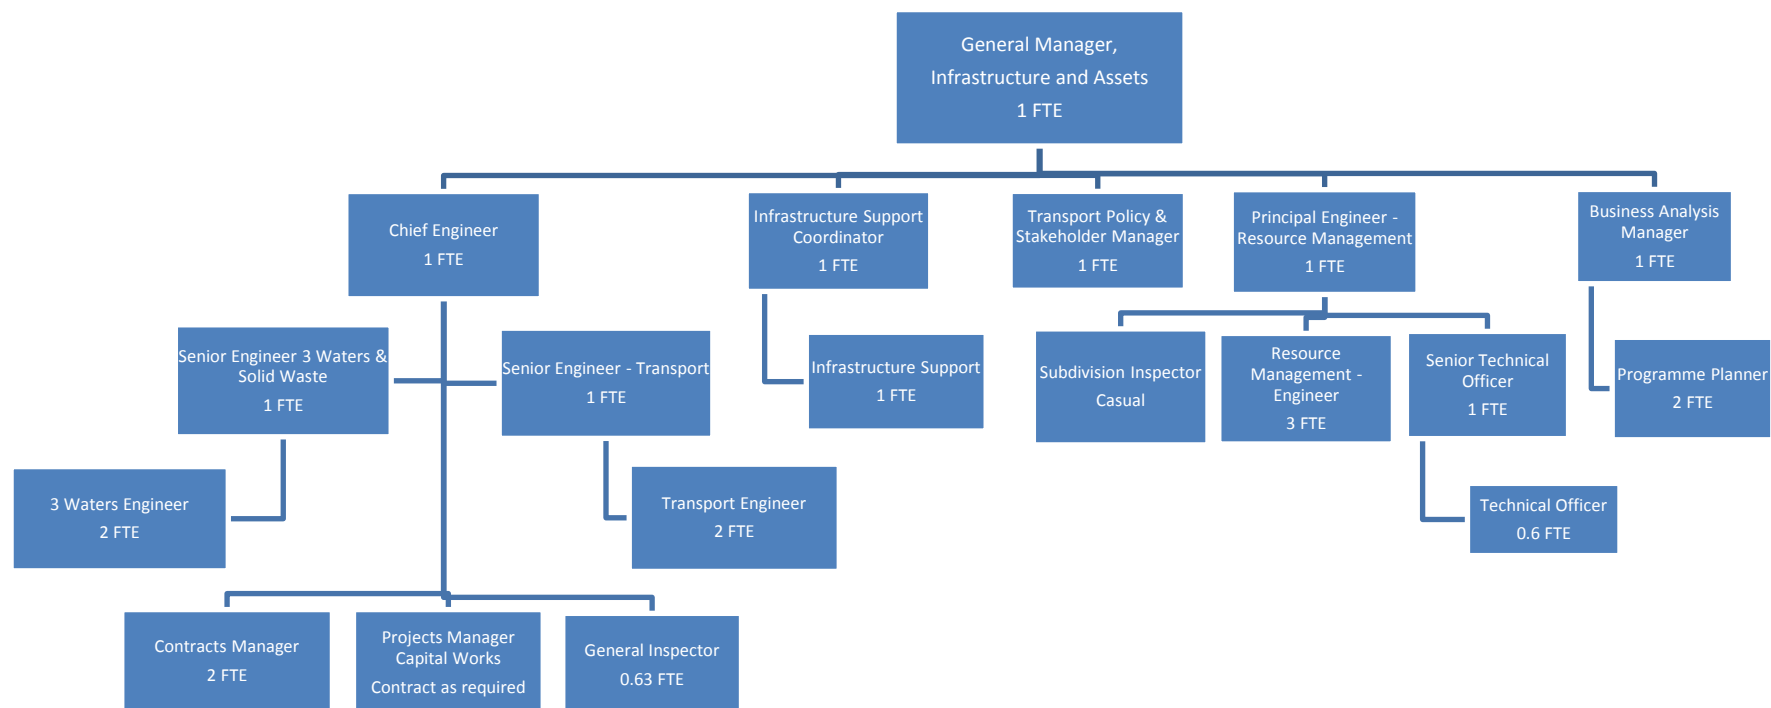 General Manager,
Infrastructure and Assets
1 FTE
Chief Engineer
1 FTE
Infrastructure Support
Coordinator
1 FTE
Transport Policy &
Stakeholder Manager
1 FTE
Principal Engineer -
Resource Management
1 FTE
Business Analysis
Manager
1 FTE
Senior Engineer 3 Waters &
Solid Waste
1 FTE
Senior Engineer - Transport
1 FTE
Infrastructure Support
1 FTE
Subdivision Inspector
Casual
Resource
Management -
Engineer
3 FTE
Senior Technical
Officer
1 FTE
Programme Planner
2 FTE
3 Waters Engineer
2 FTE
Transport Engineer
2 FTE
Technical Officer
0.6 FTE
Contracts Manager
2 FTE
Projects Manager
Capital Works
Contract as required
General Inspector
0.63 FTE